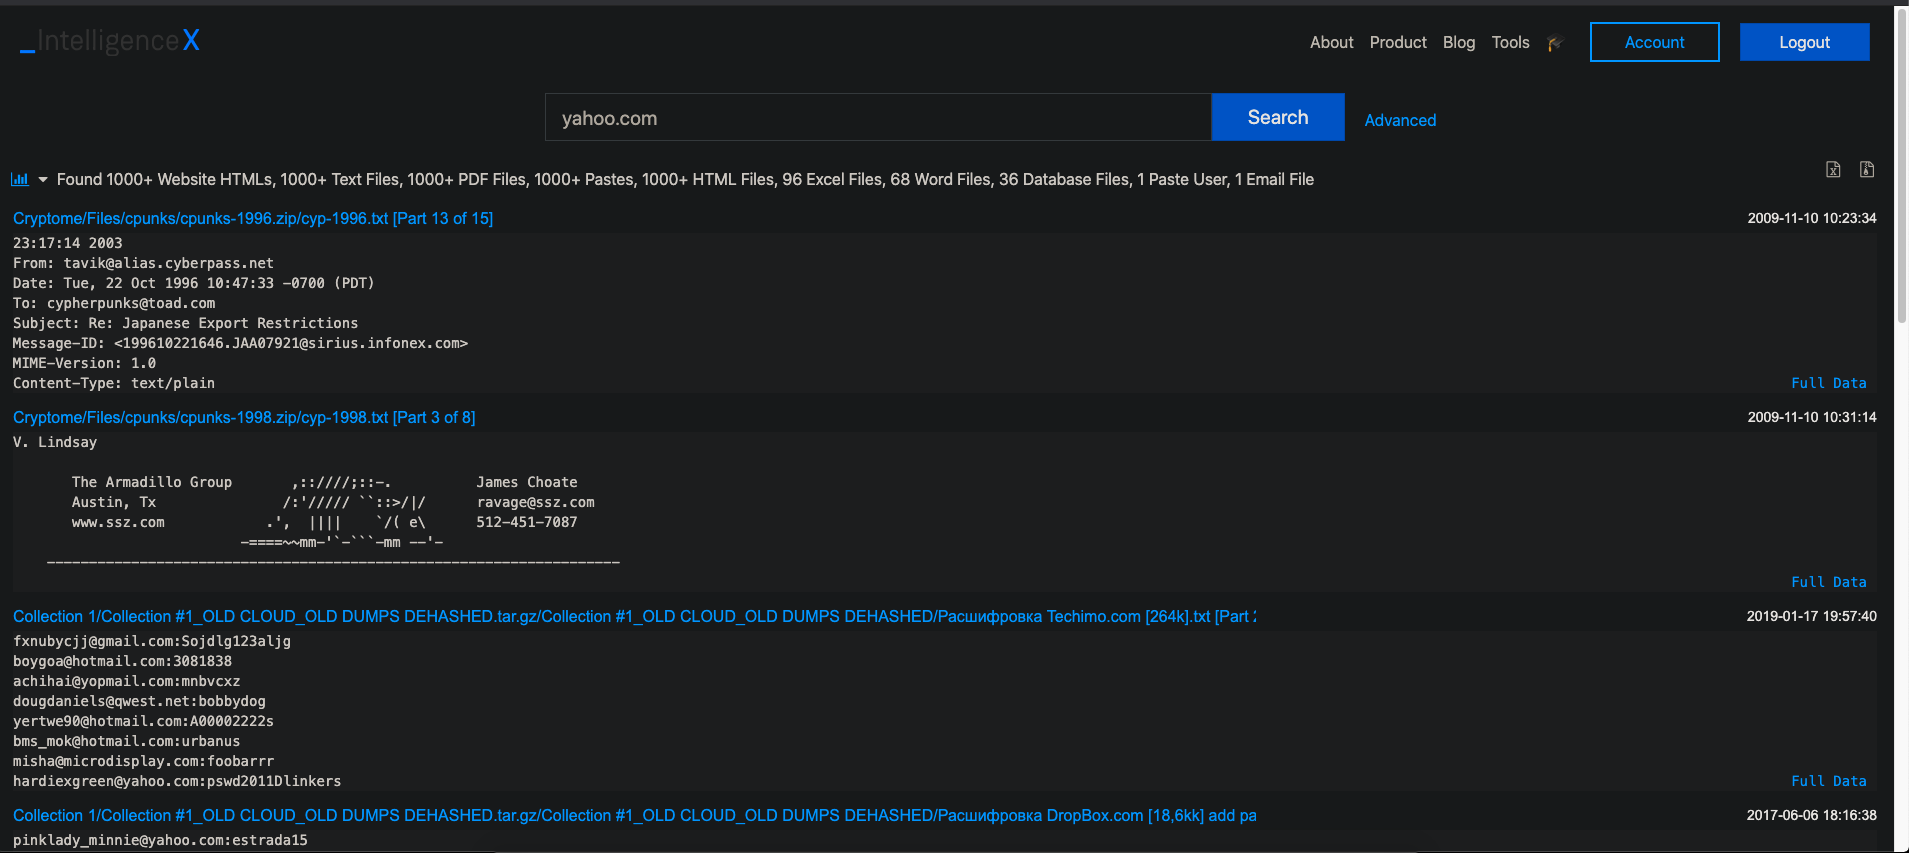 _IntelligenceX
About Product Blog Tools Account Logout
yahoo.com Search Advanced
Found 1000+ Website HTMLs, 1000+ Text Files, 1000+ PDF Files, 1000+ Pastes, 1000+ HTML Files, 96 Excel Files, 68 Word Files, 36 Database Files, 1 Paste User, 1 Email File
Cryptome/Files/cpunks/cpunks-1996.zip/cyp-1996.txt [Part 13 of 15] 2009-11-10 10:23:34
23:17:14 2003
From: tavik@alias.cyberpass.net
Date: Tue, 22 Oct 1996 10:47:33 -0700 (PDT)
To: cypherpunks@toad.com
Subject: Re: Japanese Export Restrictions
Message-ID: <199610221646.JAA07921@sirius.infonex.com>
MIME-Version: 1.0
Content-Type: text/plain
Full Data
Cryptome/Files/cpunks/cpunks-1998.zip/cyp-1998.txt [Part 3 of 8] 2009-11-10 10:31:14
V. Lindsay
The Armadillo Group       ,:://///;::-.          James Choate
Austin, Tx               /:'///// ``::>/|/      ravage@ssz.com
www.ssz.com            .',  ||||    `/( e\      512-451-7087
-====~~mm-'`-```-mm --'-
--------------------------------------------------------------------
Full Data
Collection 1/Collection #1_OLD CLOUD_OLD DUMPS DEHASHED.tar.gz/Collection #1_OLD CLOUD_OLD DUMPS DEHASHED/Расшифровка Techimo.com [264k].txt [Part 2019-01-17 19:57:40
fxnubycjj@gmail.com:Sojdlg123aljg
boygoa@hotmail.com:3081838
achihai@yopmail.com:mnbvcxz
dougdaniels@qwest.net:bobbydog
yertwe90@hotmail.com:A00002222s
bms_mok@hotmail.com:urbanus
misha@microdisplay.com:foobarrr
hardiexgreen@yahoo.com:pswd2011Dlinkers
Full Data
Collection 1/Collection #1_OLD CLOUD_OLD DUMPS DEHASHED.tar.gz/Collection #1_OLD CLOUD_OLD DUMPS DEHASHED/Расшифровка DropBox.com [18,6kk] add pa 2017-06-06 18:16:38
pinklady_minnie@yahoo.com:estrada15